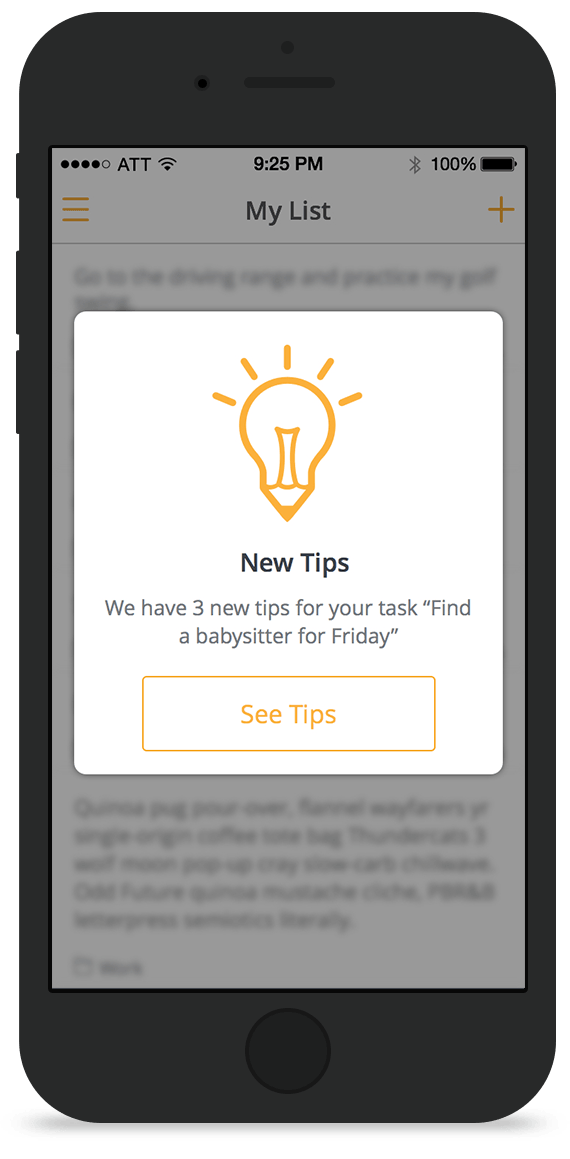 ATT 9:25 PM 100%
My List
Go to the driving range and practice my golf
swing.
New Tips
We have 3 new tips for your task “Find
a babysitter for Friday”
See Tips
Quinoa pug pour-over, flannel wayfarers yr
single-origin coffee tote bag Thundercats 3
wolf moon pop-up cray slow-carb chillwave.
Odd Future quinoa mustache cliche, PBR&B
letterpress semiotics literally.
Work